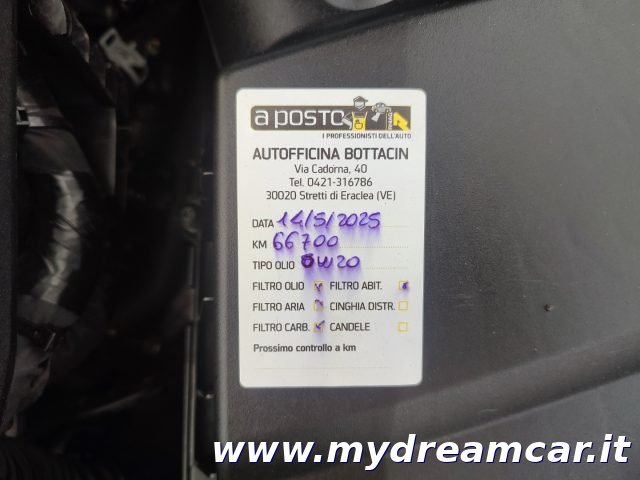 a posto
I PROFESSIONISTI DELL'AUTO
AUTOFFICINA BOTTACIN
Via Cadorna, 40
Tel. 0421-316786
30020 Stretti di Eraclea (VE)
DATA 14/5/2025
KM 66700
TIPO OLIO 0W20
FILTRO OLIO FILTRO ABIT.
FILTRO ARIA CINGHIA DISTR.
FILTRO CARB. CANDELE
Prossimo controllo a km
www.mydreamcar.it